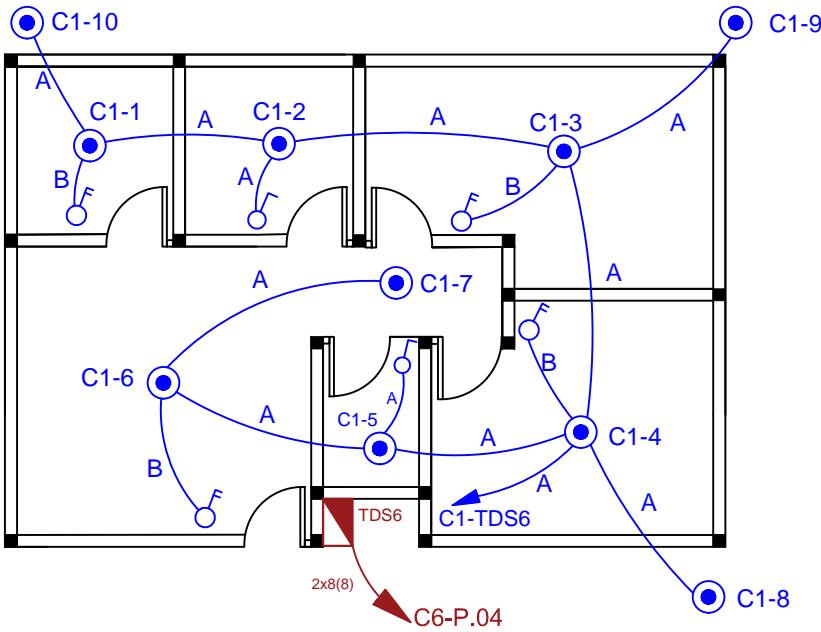 C1-10
C1-9
A
C1-1
A
C1-2
A
C1-3
A
B
A
B
A
C1-7
A
A
B
C1-6
C1-5
A
A
A
C1-4
B
A
A
TDS6
C1-TDS6
2x8(8)
C6-P.04
C1-8